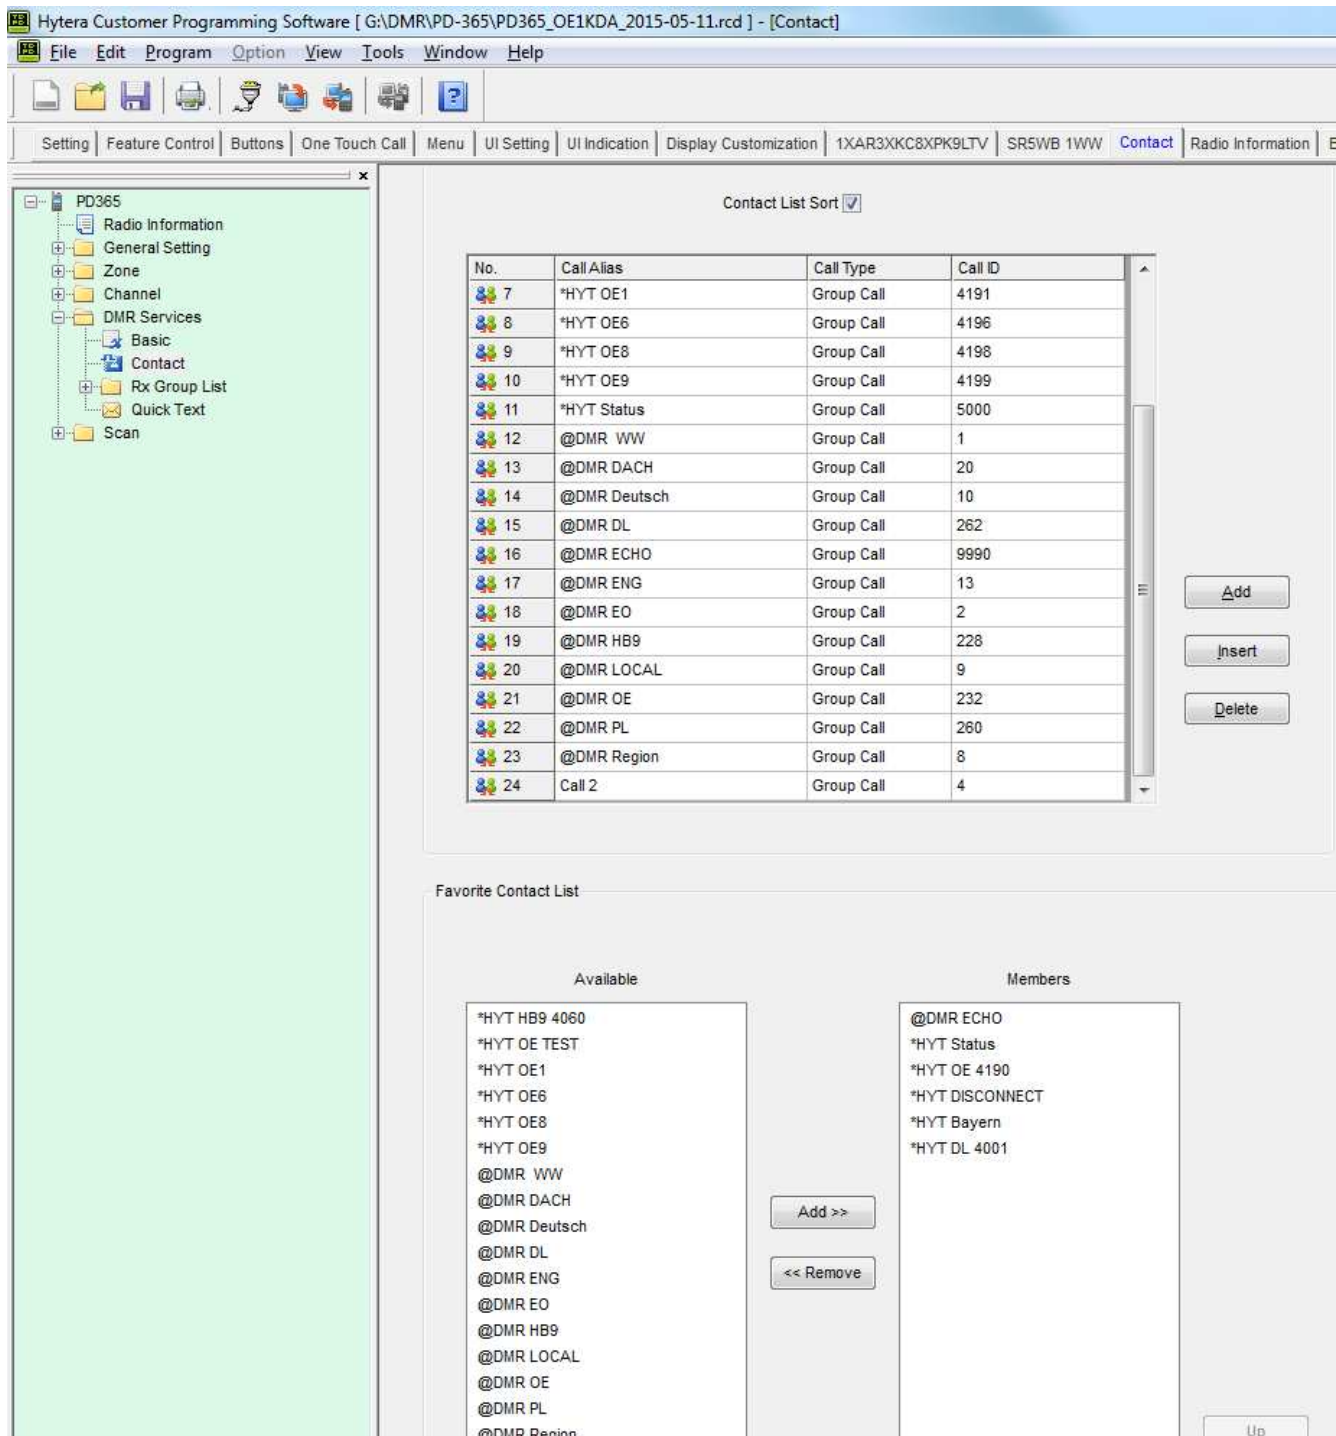 Hytera Customer Programming Software [ G:\DMR\PD-365\PD365_OE1KDA_2015-05-11.rcd ] - [Contact]
File Edit Program Option View Tools Window Help
Setting Feature Control Buttons One Touch Call Menu UI Setting UI Indication Display Customization 1XAR3XKC8XPK9LTV SR5WB 1WW Contact Radio Information
PD365
Radio Information
General Setting
Zone
Channel
DMR Services
Basic
Contact
Rx Group List
Quick Text
Scan
Contact List Sort
No. Call Alias Call Type Call ID
7 *HYT OE1 Group Call 4191
8 *HYT OE6 Group Call 4196
9 *HYT OE8 Group Call 4198
10 *HYT OE9 Group Call 4199
11 *HYT Status Group Call 5000
12 @DMR  WW Group Call 1
13 @DMR DACH Group Call 20
14 @DMR Deutsch Group Call 10
15 @DMR DL Group Call 262
16 @DMR ECHO Group Call 9990
17 @DMR ENG Group Call 13
18 @DMR EO Group Call 2
19 @DMR HB9 Group Call 228
20 @DMR LOCAL Group Call 9
21 @DMR OE Group Call 232
22 @DMR PL Group Call 260
23 @DMR Region Group Call 8
24 Call 2 Group Call 4
Add
Insert
Delete
Favorite Contact List
Available
*HYT HB9 4060
*HYT OE TEST
*HYT OE1
*HYT OE6
*HYT OE8
*HYT OE9
@DMR  WW
@DMR DACH
@DMR Deutsch
@DMR DL
@DMR ENG
@DMR EO
@DMR HB9
@DMR LOCAL
@DMR OE
@DMR PL
@DMR Region
Add >>
<< Remove
Members
@DMR ECHO
*HYT Status
*HYT OE 4190
*HYT DISCONNECT
*HYT Bayern
*HYT DL 4001
Up